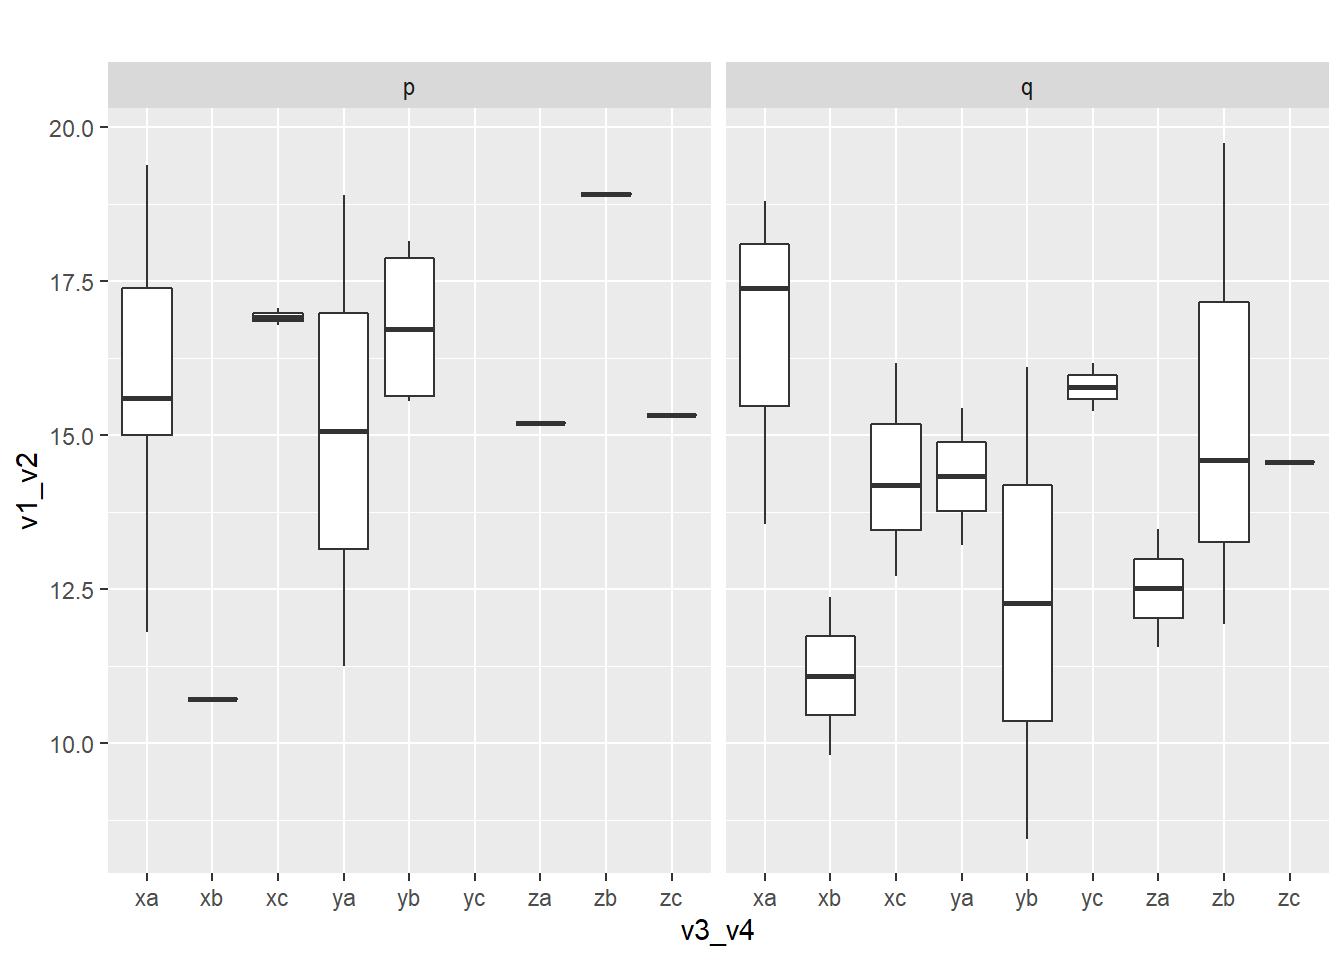 p
q
20.0
17.5
15.0
12.5
10.0
v1_v2
xa xb xc ya yb yc za zb zc
xa xb xc ya yb yc za zb zc
v3_v4